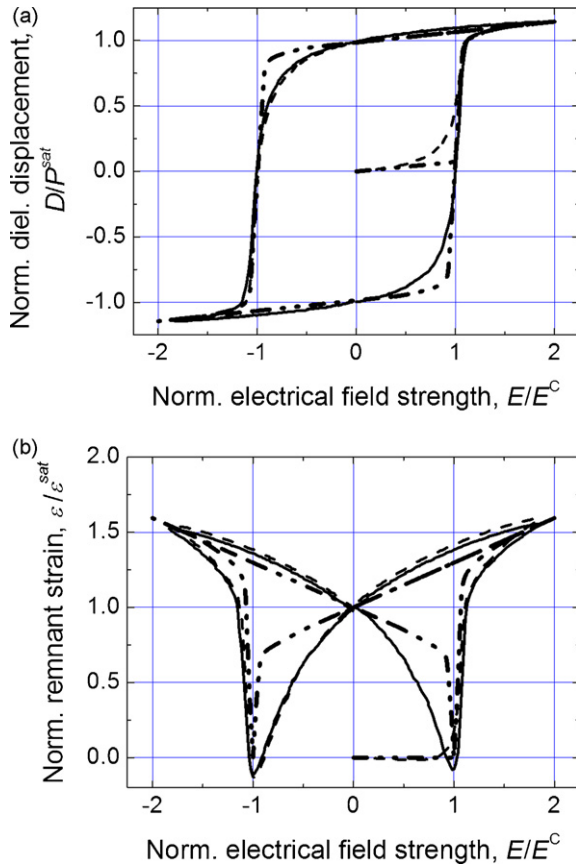 (a)
Norm. diel. displacement,
D/P^sat
1.0
0.5
0.0
-0.5
-1.0
-2 -1 0 1 2
Norm. electrical field strength, E/E^C
(b)
Norm. remnant strain, ε/ε^sat
2.0
1.5
1.0
0.5
0.0
-2 -1 0 1 2
Norm. electrical field strength, E/E^C